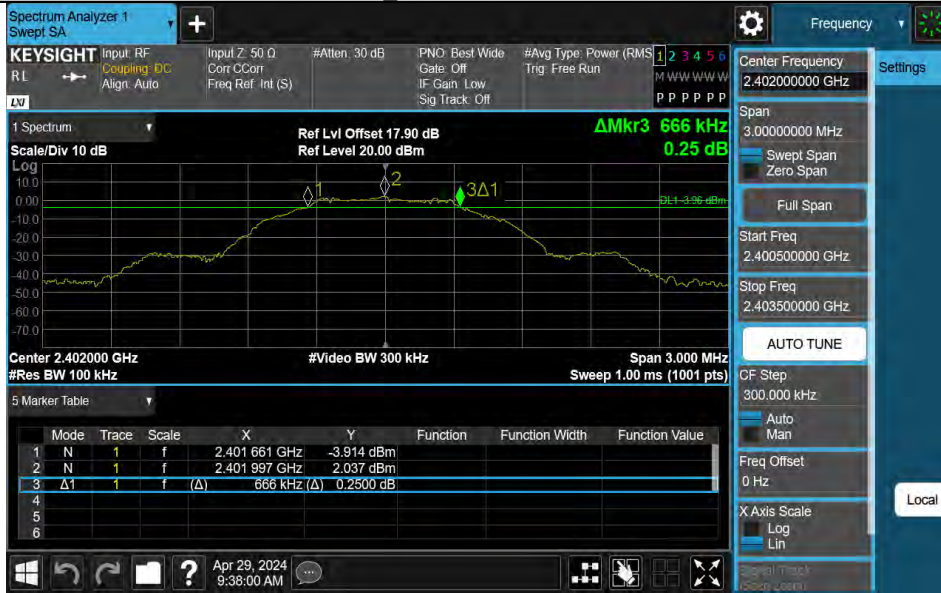 Spectrum Analyzer 1
Swept SA
+
Frequency
KEYSIGHT Input: RF Input Z: 50 Ω #Atten: 30 dB PNO: Best Wide #Avg Type: Power (RMS 1 2 3 4 5 6
RL Coupling: DC Corr CCorr Gate: Off Trig: Free Run
Align: Auto Freq Ref: Int (S) IF Gain: Low M W W W W W
LXI Sig Track: Off P P P P P P
1 Spectrum
Scale/Div 10 dB
Ref Lvl Offset 17.90 dB
Ref Level 20.00 dBm
ΔMkr3 666 kHz
0.25 dB
Log
10.0
0.00
-10.0
-20.0
-30.0
-40.0
-50.0
-60.0
-70.0
1
2
3Δ1
DL1 -3.96 dBm
Center 2.402000 GHz #Video BW 300 kHz Span 3.000 MHz
#Res BW 100 kHz Sweep 1.00 ms (1001 pts)
5 Marker Table
Mode Trace Scale X Y Function Function Width Function Value
1 N 1 f 2.401 661 GHz -3.914 dBm
2 N 1 f 2.401 997 GHz 2.037 dBm
3 Δ1 1 f (Δ) 666 kHz (Δ) 0.2500 dB
4
5
6
?
Apr 29, 2024
9:38:00 AM
Center Frequency
2.402000000 GHz
Settings
Span
3.00000000 MHz
Swept Span
Zero Span
Full Span
Start Freq
2.400500000 GHz
Stop Freq
2.403500000 GHz
AUTO TUNE
CF Step
300.000 kHz
Auto
Man
Freq Offset
0 Hz
Local
X Axis Scale
Log
Lin
Signal Track
(Span Zoom)